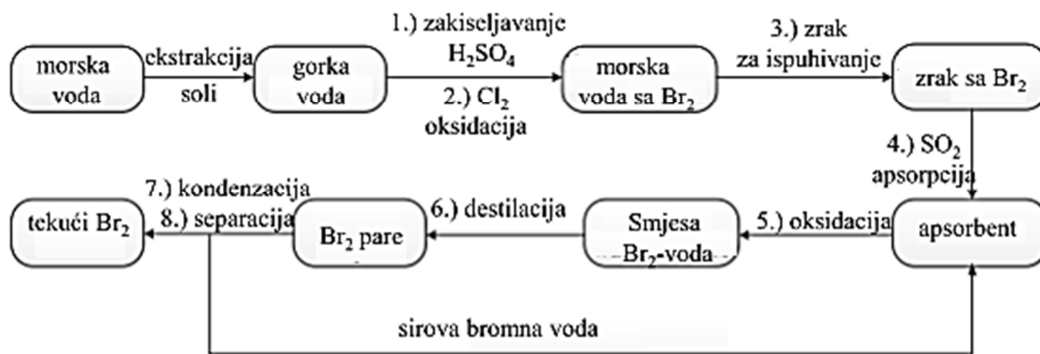 morska
voda
ekstrakcija
soli
gorka
voda
1.) zakiseljavanje
H₂SO₄
2.) Cl₂
oksidacija
morska
voda sa Br₂
3.) zrak
za ispuhivanje
zrak sa Br₂
4.) SO₂
apsorpcija
apsorbent
5.) oksidacija
Smjesa
Br₂-voda
6.) destilacija
Br₂ pare
7.) kondenzacija
8.) separacija
tekući Br₂
sirova bromna voda